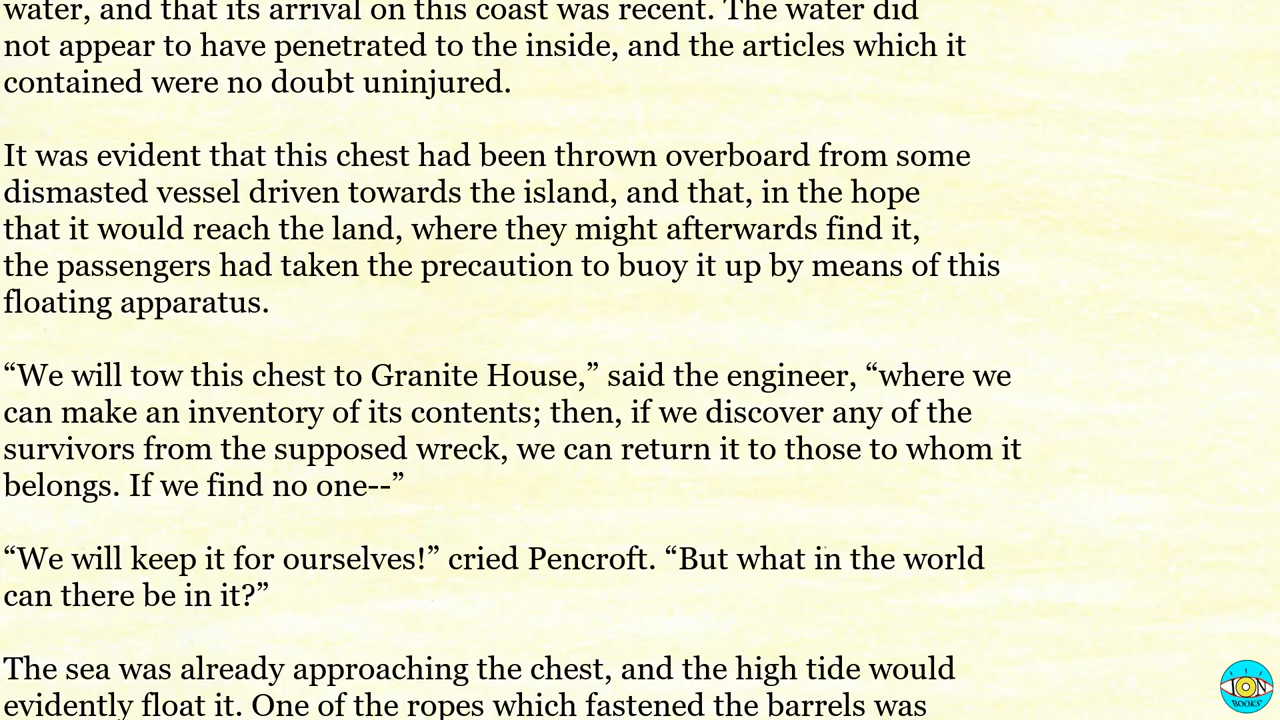 water, and that its arrival on this coast was recent. The water did
not appear to have penetrated to the inside, and the articles which it
contained were no doubt uninjured.
It was evident that this chest had been thrown overboard from some
dismasted vessel driven towards the island, and that, in the hope
that it would reach the land, where they might afterwards find it,
the passengers had taken the precaution to buoy it up by means of this
floating apparatus.
“We will tow this chest to Granite House,” said the engineer, “where we
can make an inventory of its contents; then, if we discover any of the
survivors from the supposed wreck, we can return it to those to whom it
belongs. If we find no one--”
“We will keep it for ourselves!” cried Pencroft. “But what in the world
can there be in it?”
The sea was already approaching the chest, and the high tide would
evidently float it. One of the ropes which fastened the barrels was
ION
BOOKS